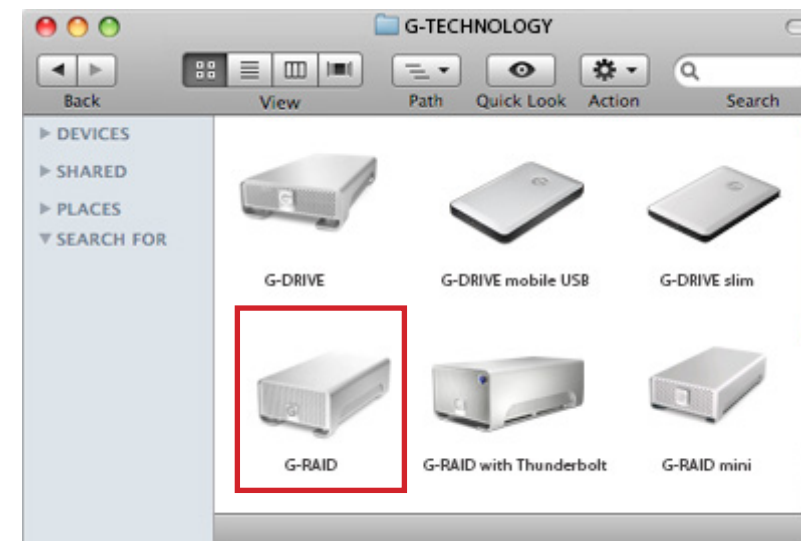 G-TECHNOLOGY
Back View Path Quick Look Action Search
DEVICES
SHARED
PLACES
SEARCH FOR
G-DRIVE G-DRIVE mobile USB G-DRIVE slim
G-RAID G-RAID with Thunderbolt G-RAID mini